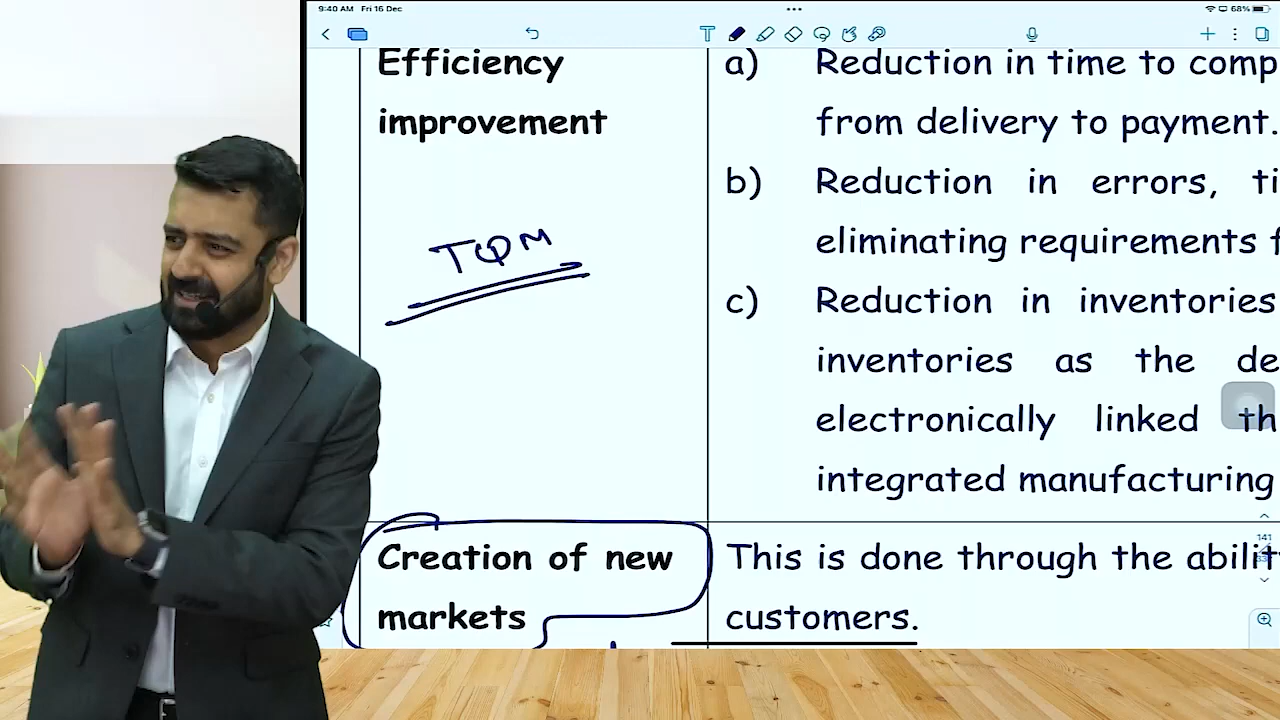 9:40 AM Fri 16 Dec
68%
T
Efficiency
improvement
TQM
a) Reduction in time to comp
from delivery to payment.
b) Reduction in errors, ti
eliminating requirements f
c) Reduction in inventories
inventories as the de
electronically linked th
integrated manufacturing
Creation of new
markets
This is done through the abilit
customers.
141